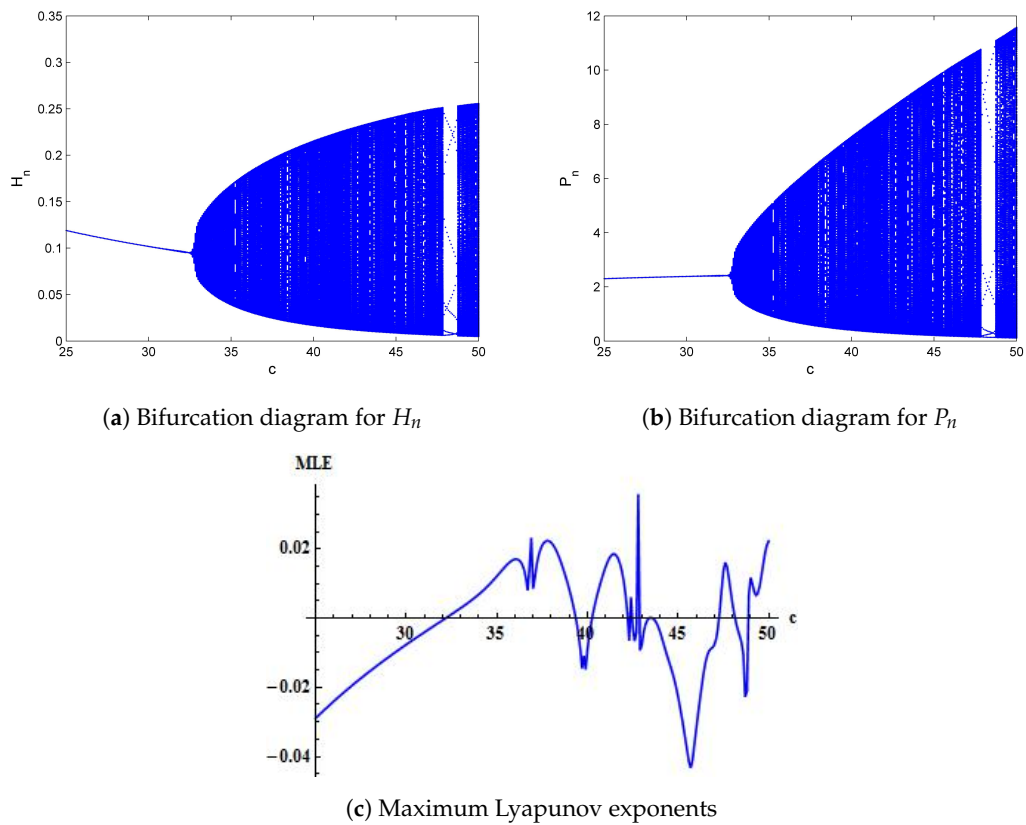 0.35
0.3
0.25
0.2
0.15
0.1
0.05
0
H_n
25 30 35 40 45 50
c
12
10
8
6
4
2
0
P_n
25 30 35 40 45 50
c
(a) Bifurcation diagram for H_n
(b) Bifurcation diagram for P_n
MLE
0.02
−0.02
−0.04
30 35 40 45 50
c
(c) Maximum Lyapunov exponents